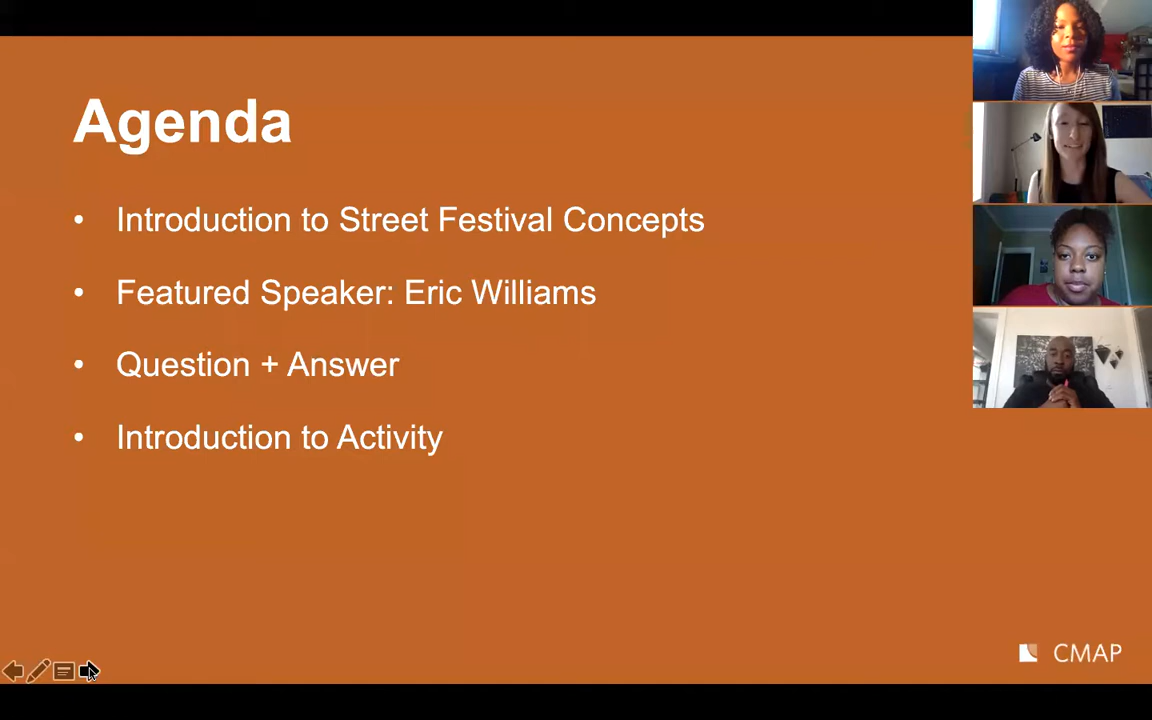 Agenda
• Introduction to Street Festival Concepts
• Featured Speaker: Eric Williams
• Question + Answer
• Introduction to Activity
CMAP